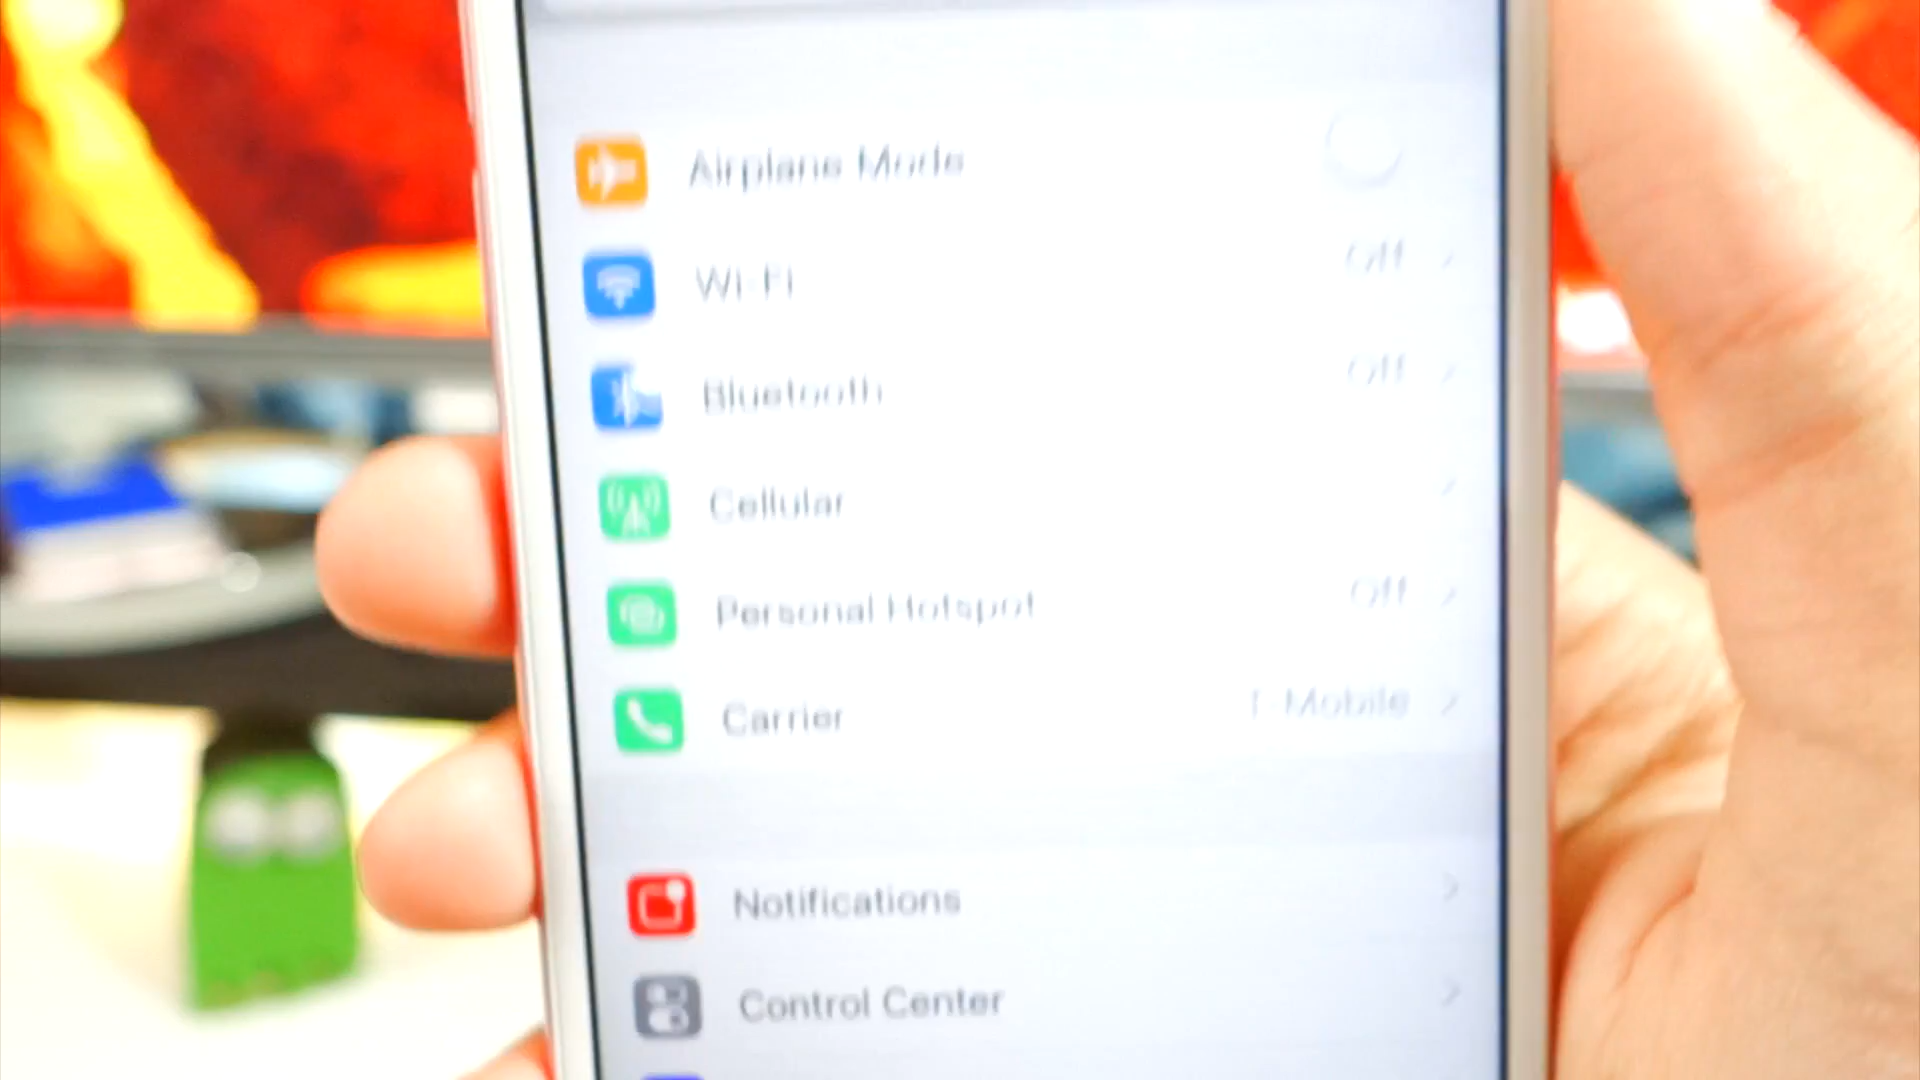 Airplane Mode
Wi-Fi Off
Bluetooth Off
Cellular
Personal Hotspot Off
Carrier T-Mobile
Notifications
Control Center